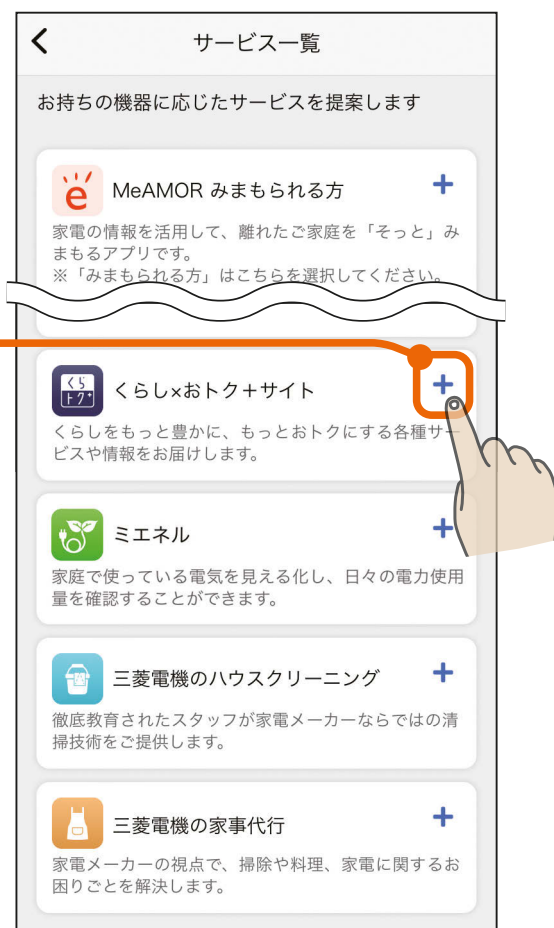 サービス一覧
お持ちの機器に応じたサービスを提案します
e
MeAMOR みまもられる方
家電の情報を活用して、離れたご家庭を「そっと」み
まもるアプリです。
※「みまもられる方」はこちらを選択してください。
くら
トク+
くらし×おトク+サイト
くらしをもっと豊かに、もっとおトクにする各種サー
ビスや情報をお届けします。
ミエネル
家庭で使っている電気を見える化し、日々の電力使用
量を確認することができます。
三菱電機のハウスクリーニング
徹底教育されたスタッフが家電メーカーならではの清
掃技術をご提供します。
三菱電機の家事代行
家電メーカーの視点で、掃除や料理、家電に関するお
困りごとを解決します。